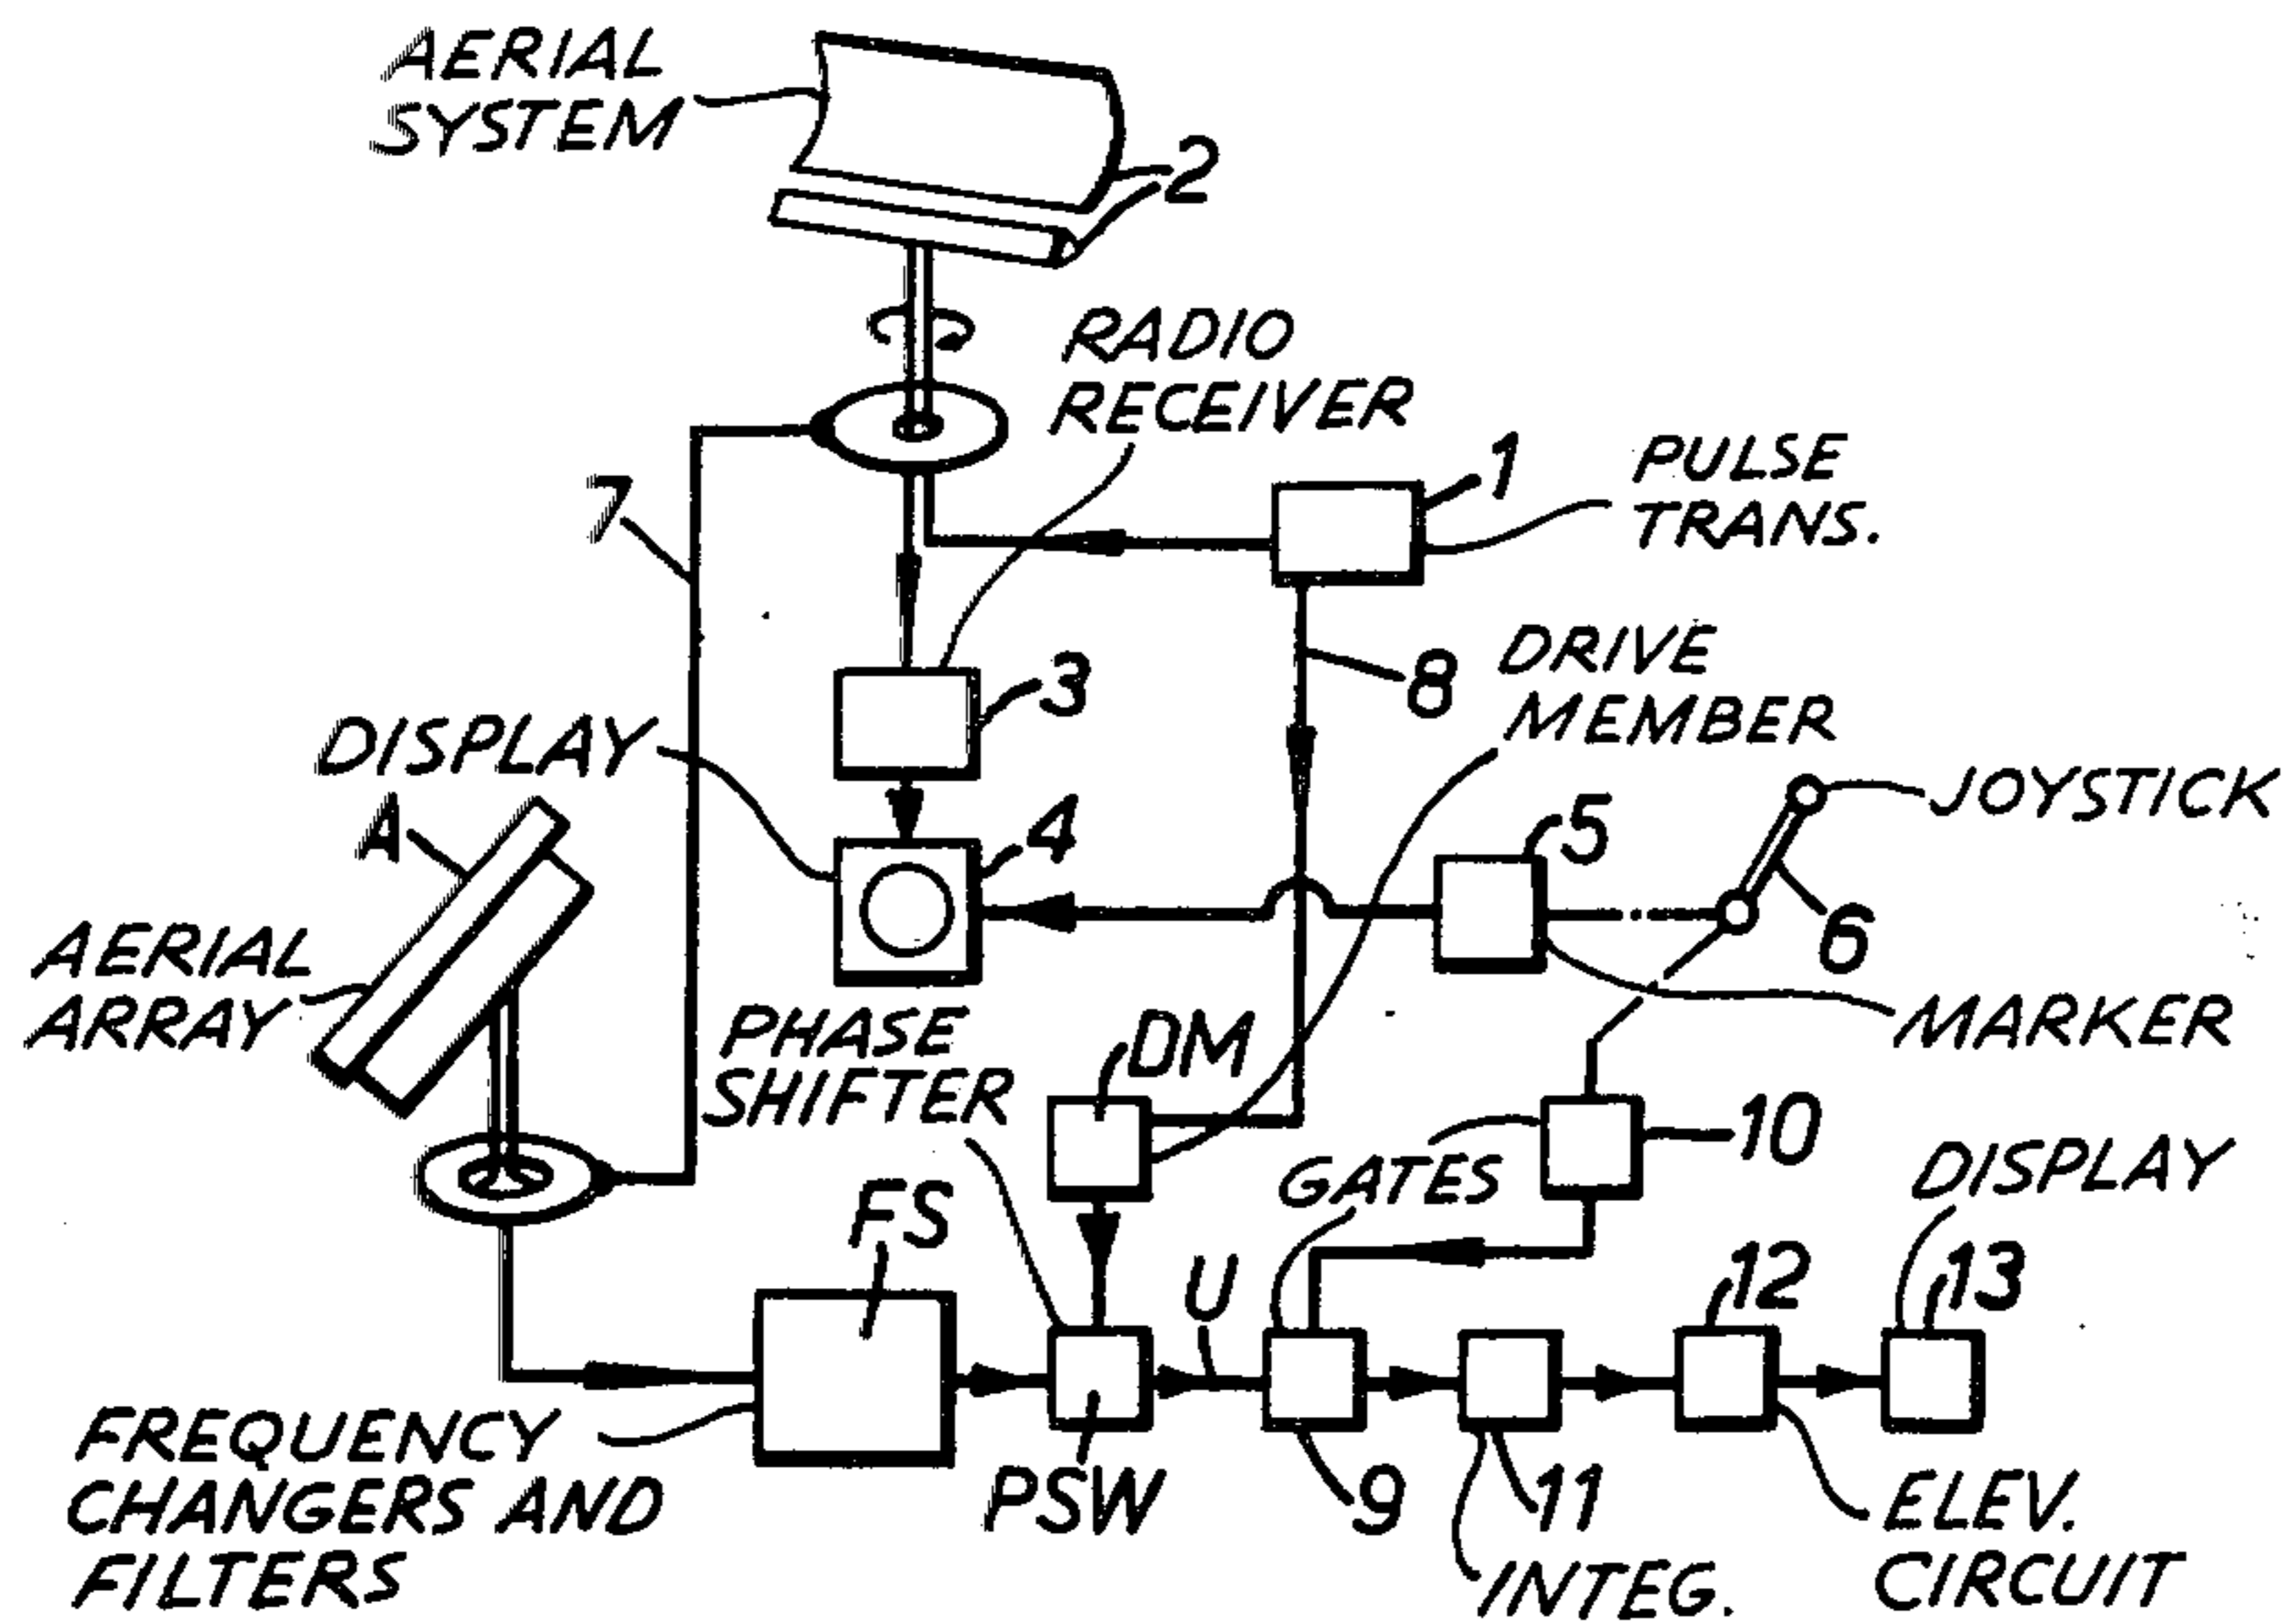 AERIAL
SYSTEM
2
RADIO
RECEIVER
1
PULSE
TRANS.
7
3
8
DRIVE
MEMBER
DISPLAY
A
4
5
JOYSTICK
6
AERIAL
ARRAY
MARKER
PHASE
SHIFTER
DM
GATES
10
DISPLAY
FS
U
12
13
FREQUENCY
CHANGERS AND
FILTERS
PSW
9
11
INTEG.
ELEV.
CIRCUIT